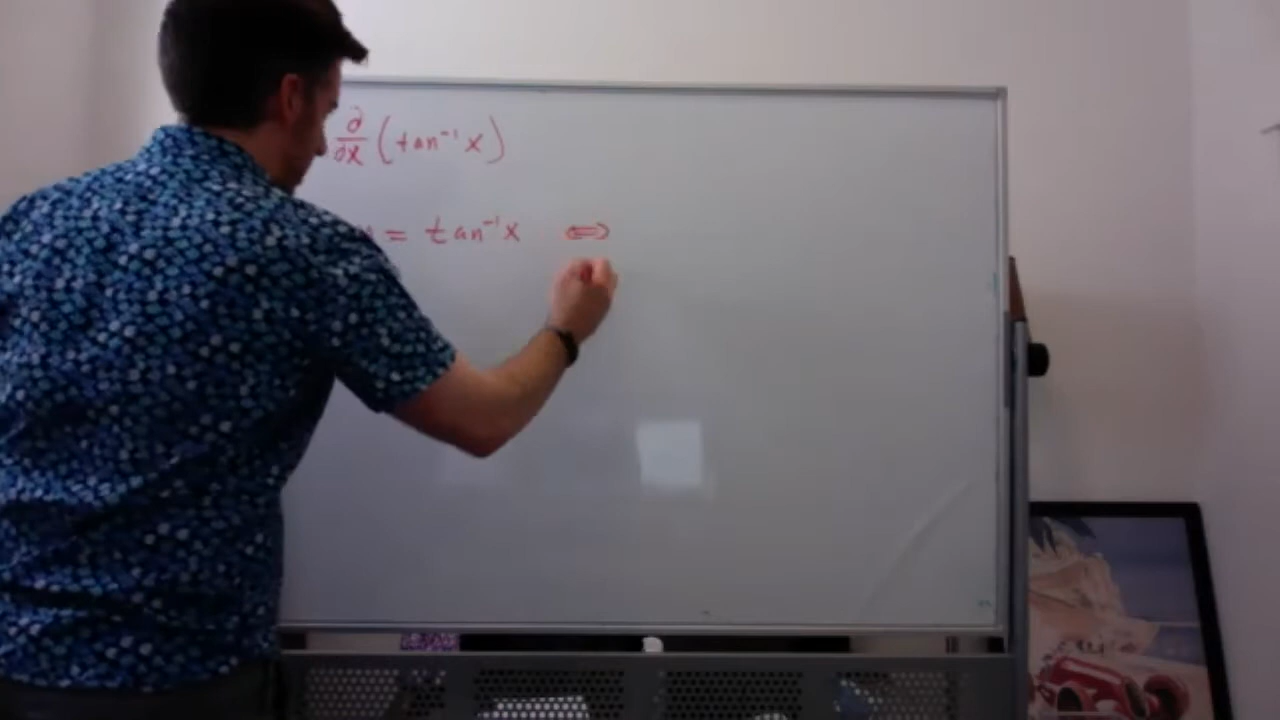 ∂/∂x (tan⁻¹ x)
= tan⁻¹ x ⇔